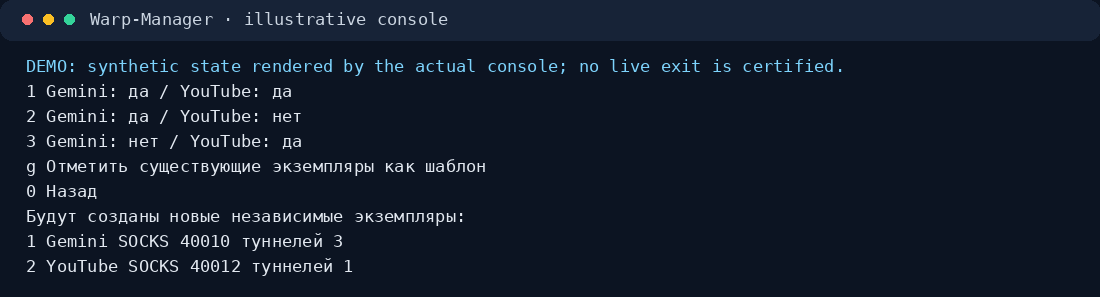 Warp-Manager · illustrative console
DEMO: synthetic state rendered by the actual console; no live exit is certified.
1 Gemini: да / YouTube: да
2 Gemini: да / YouTube: нет
3 Gemini: нет / YouTube: да
g Отметить существующие экземпляры как шаблон
0 Назад
Будут созданы новые независимые экземпляры:
1 Gemini SOCKS 40010 туннелей 3
2 YouTube SOCKS 40012 туннелей 1